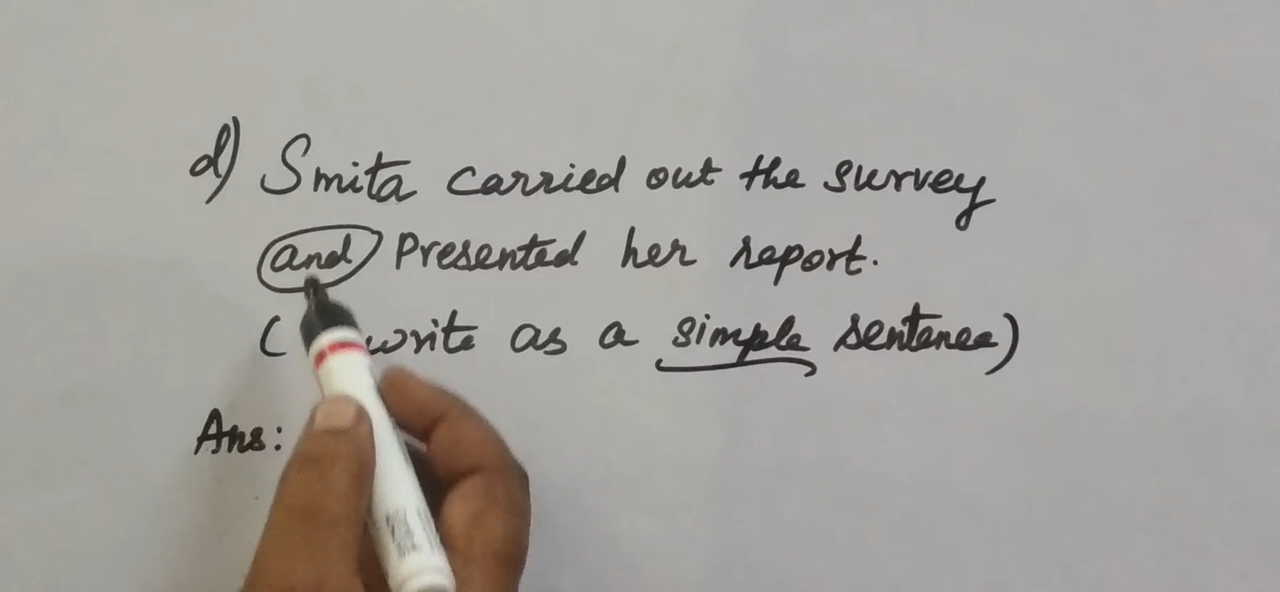 d) Smita carried out the survey
and Presented her report.
( write as a simple sentence)
Ans: